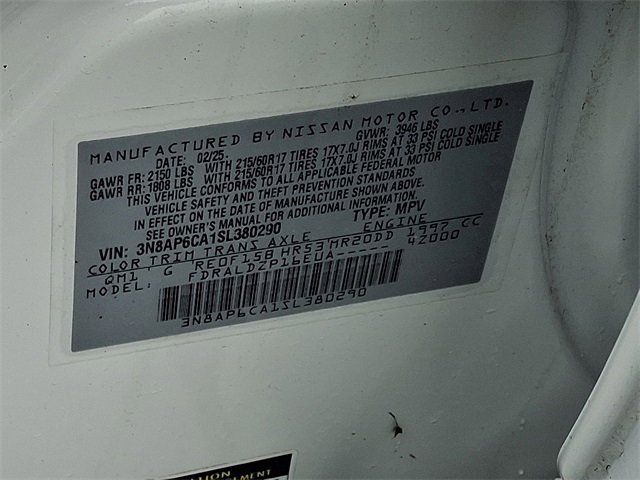 MANUFACTURED BY NISSAN MOTOR CO., LTD.
DATE: 02/25 GVWR: 3946 LBS
GAWR FR: 2150 LBS WITH 215/60R17 TIRES 17X7.0J RIMS AT 33 PSI COLD SINGLE
GAWR RR: 1808 LBS WITH 215/60R17 TIRES 17X7.0J RIMS AT 33 PSI COLD SINGLE
THIS VEHICLE CONFORMS TO ALL APPLICABLE FEDERAL MOTOR
VEHICLE SAFETY AND THEFT PREVENTION STANDARDS
IN EFFECT ON THE DATE OF MANUFACTURE SHOWN ABOVE.
SEE OWNER'S MANUAL FOR ADDITIONAL INFORMATION.
VIN: 3N8AP6CA1SL380290 TYPE: MPV
COLOR TRIM TRANS AXLE ENGINE
QM1 G RE0F15B HR53 MR20DD 1997 CC
MODEL: FDRALDZP16EUA----- 42000
3N8AP6CA1SL380290